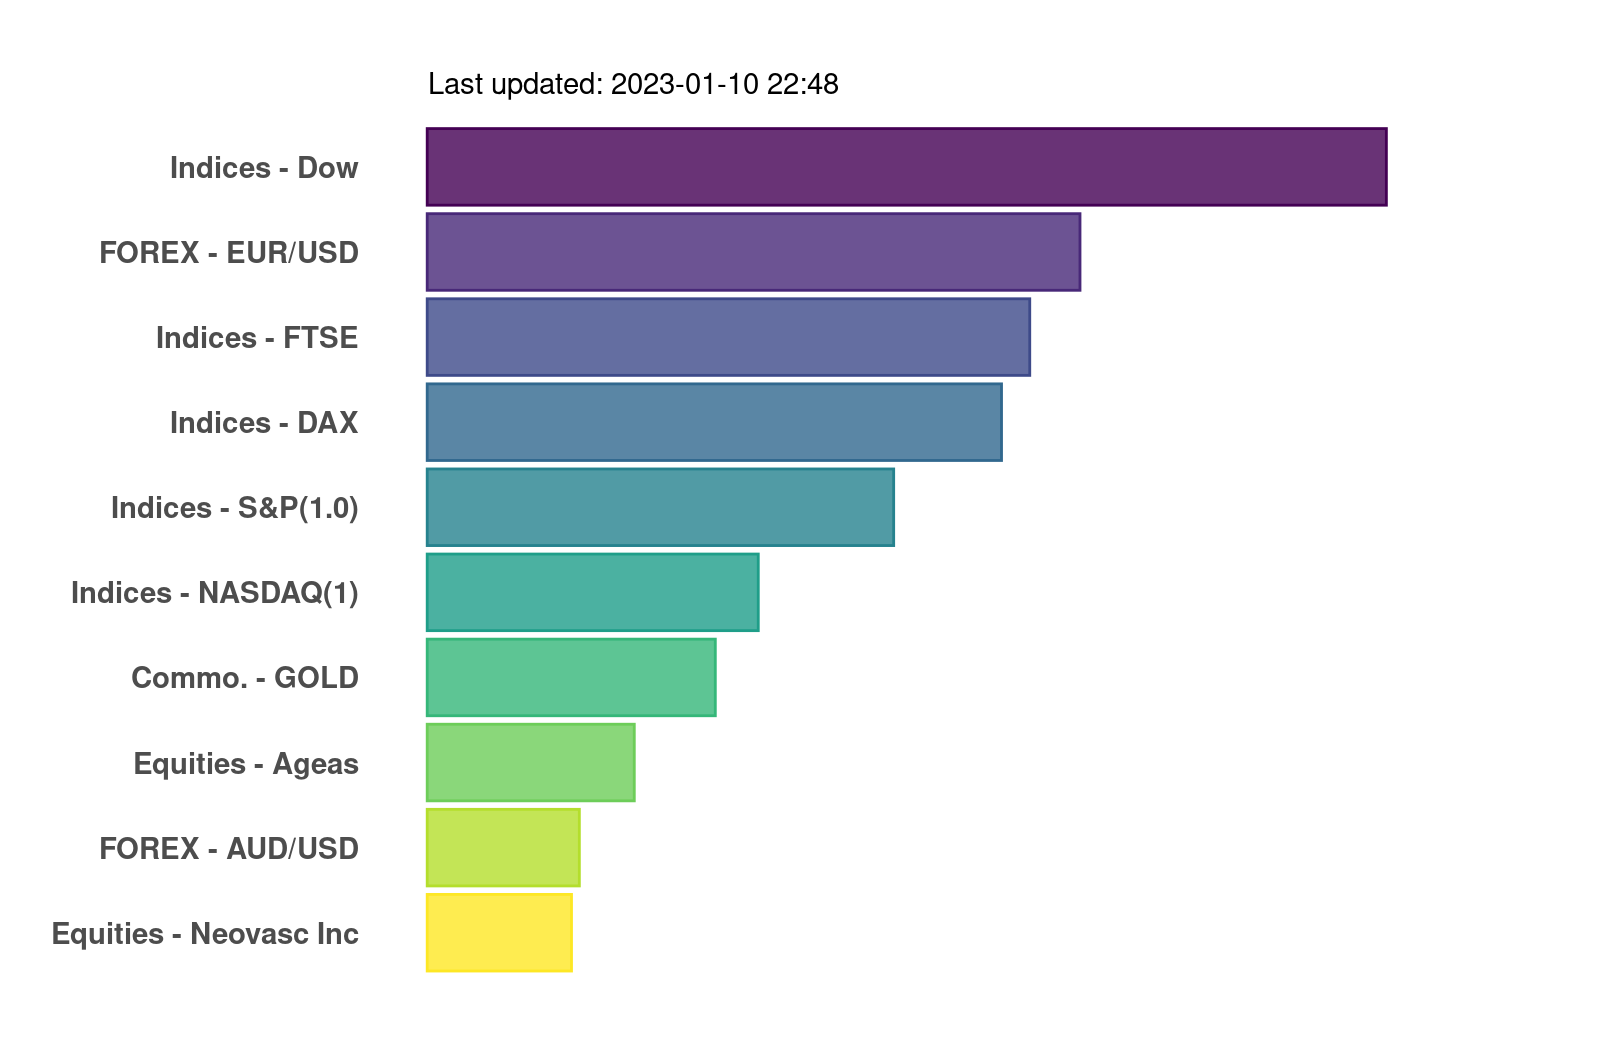 Last updated: 2023-01-10 22:48
Indices - Dow
FOREX - EUR/USD
Indices - FTSE
Indices - DAX
Indices - S&P(1.0)
Indices - NASDAQ(1)
Commo. - GOLD
Equities - Ageas
FOREX - AUD/USD
Equities - Neovasc Inc